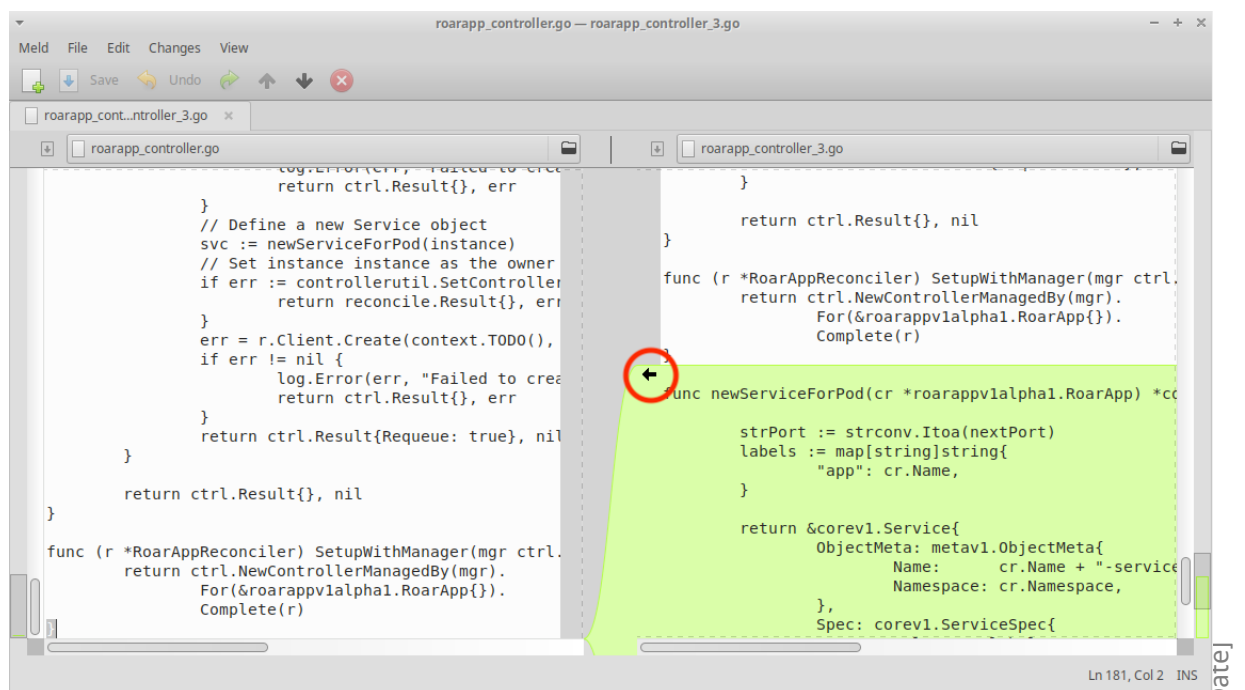 roarapp_controller.go — roarapp_controller_3.go
Meld File Edit Changes View
Save Undo
roarapp_cont...ntroller_3.go
roarapp_controller.go
log.Error(err, "Failed to crea
return ctrl.Result{}, err
}
// Define a new Service object
svc := newServiceForPod(instance)
// Set instance instance as the owner
if err := controllerutil.SetController
return reconcile.Result{}, err
}
err = r.Client.Create(context.TODO(),
if err != nil {
log.Error(err, "Failed to crea
return ctrl.Result{}, err
}
return ctrl.Result{Requeue: true}, nil
}
return ctrl.Result{}, nil
}
func (r *RoarAppReconciler) SetupWithManager(mgr ctrl.
return ctrl.NewControllerManagedBy(mgr).
For(&roarappv1alpha1.RoarApp{}).
Complete(r)
}
roarapp_controller_3.go
}
return ctrl.Result{}, nil
}
func (r *RoarAppReconciler) SetupWithManager(mgr ctrl.
return ctrl.NewControllerManagedBy(mgr).
For(&roarappv1alpha1.RoarApp{}).
Complete(r)
}
func newServiceForPod(cr *roarappv1alpha1.RoarApp) *co
strPort := strconv.Itoa(nextPort)
labels := map[string]string{
"app": cr.Name,
}
return &corev1.Service{
ObjectMeta: metav1.ObjectMeta{
Name: cr.Name + "-service
Namespace: cr.Namespace,
},
Spec: corev1.ServiceSpec{
Ln 181, Col 2 INS